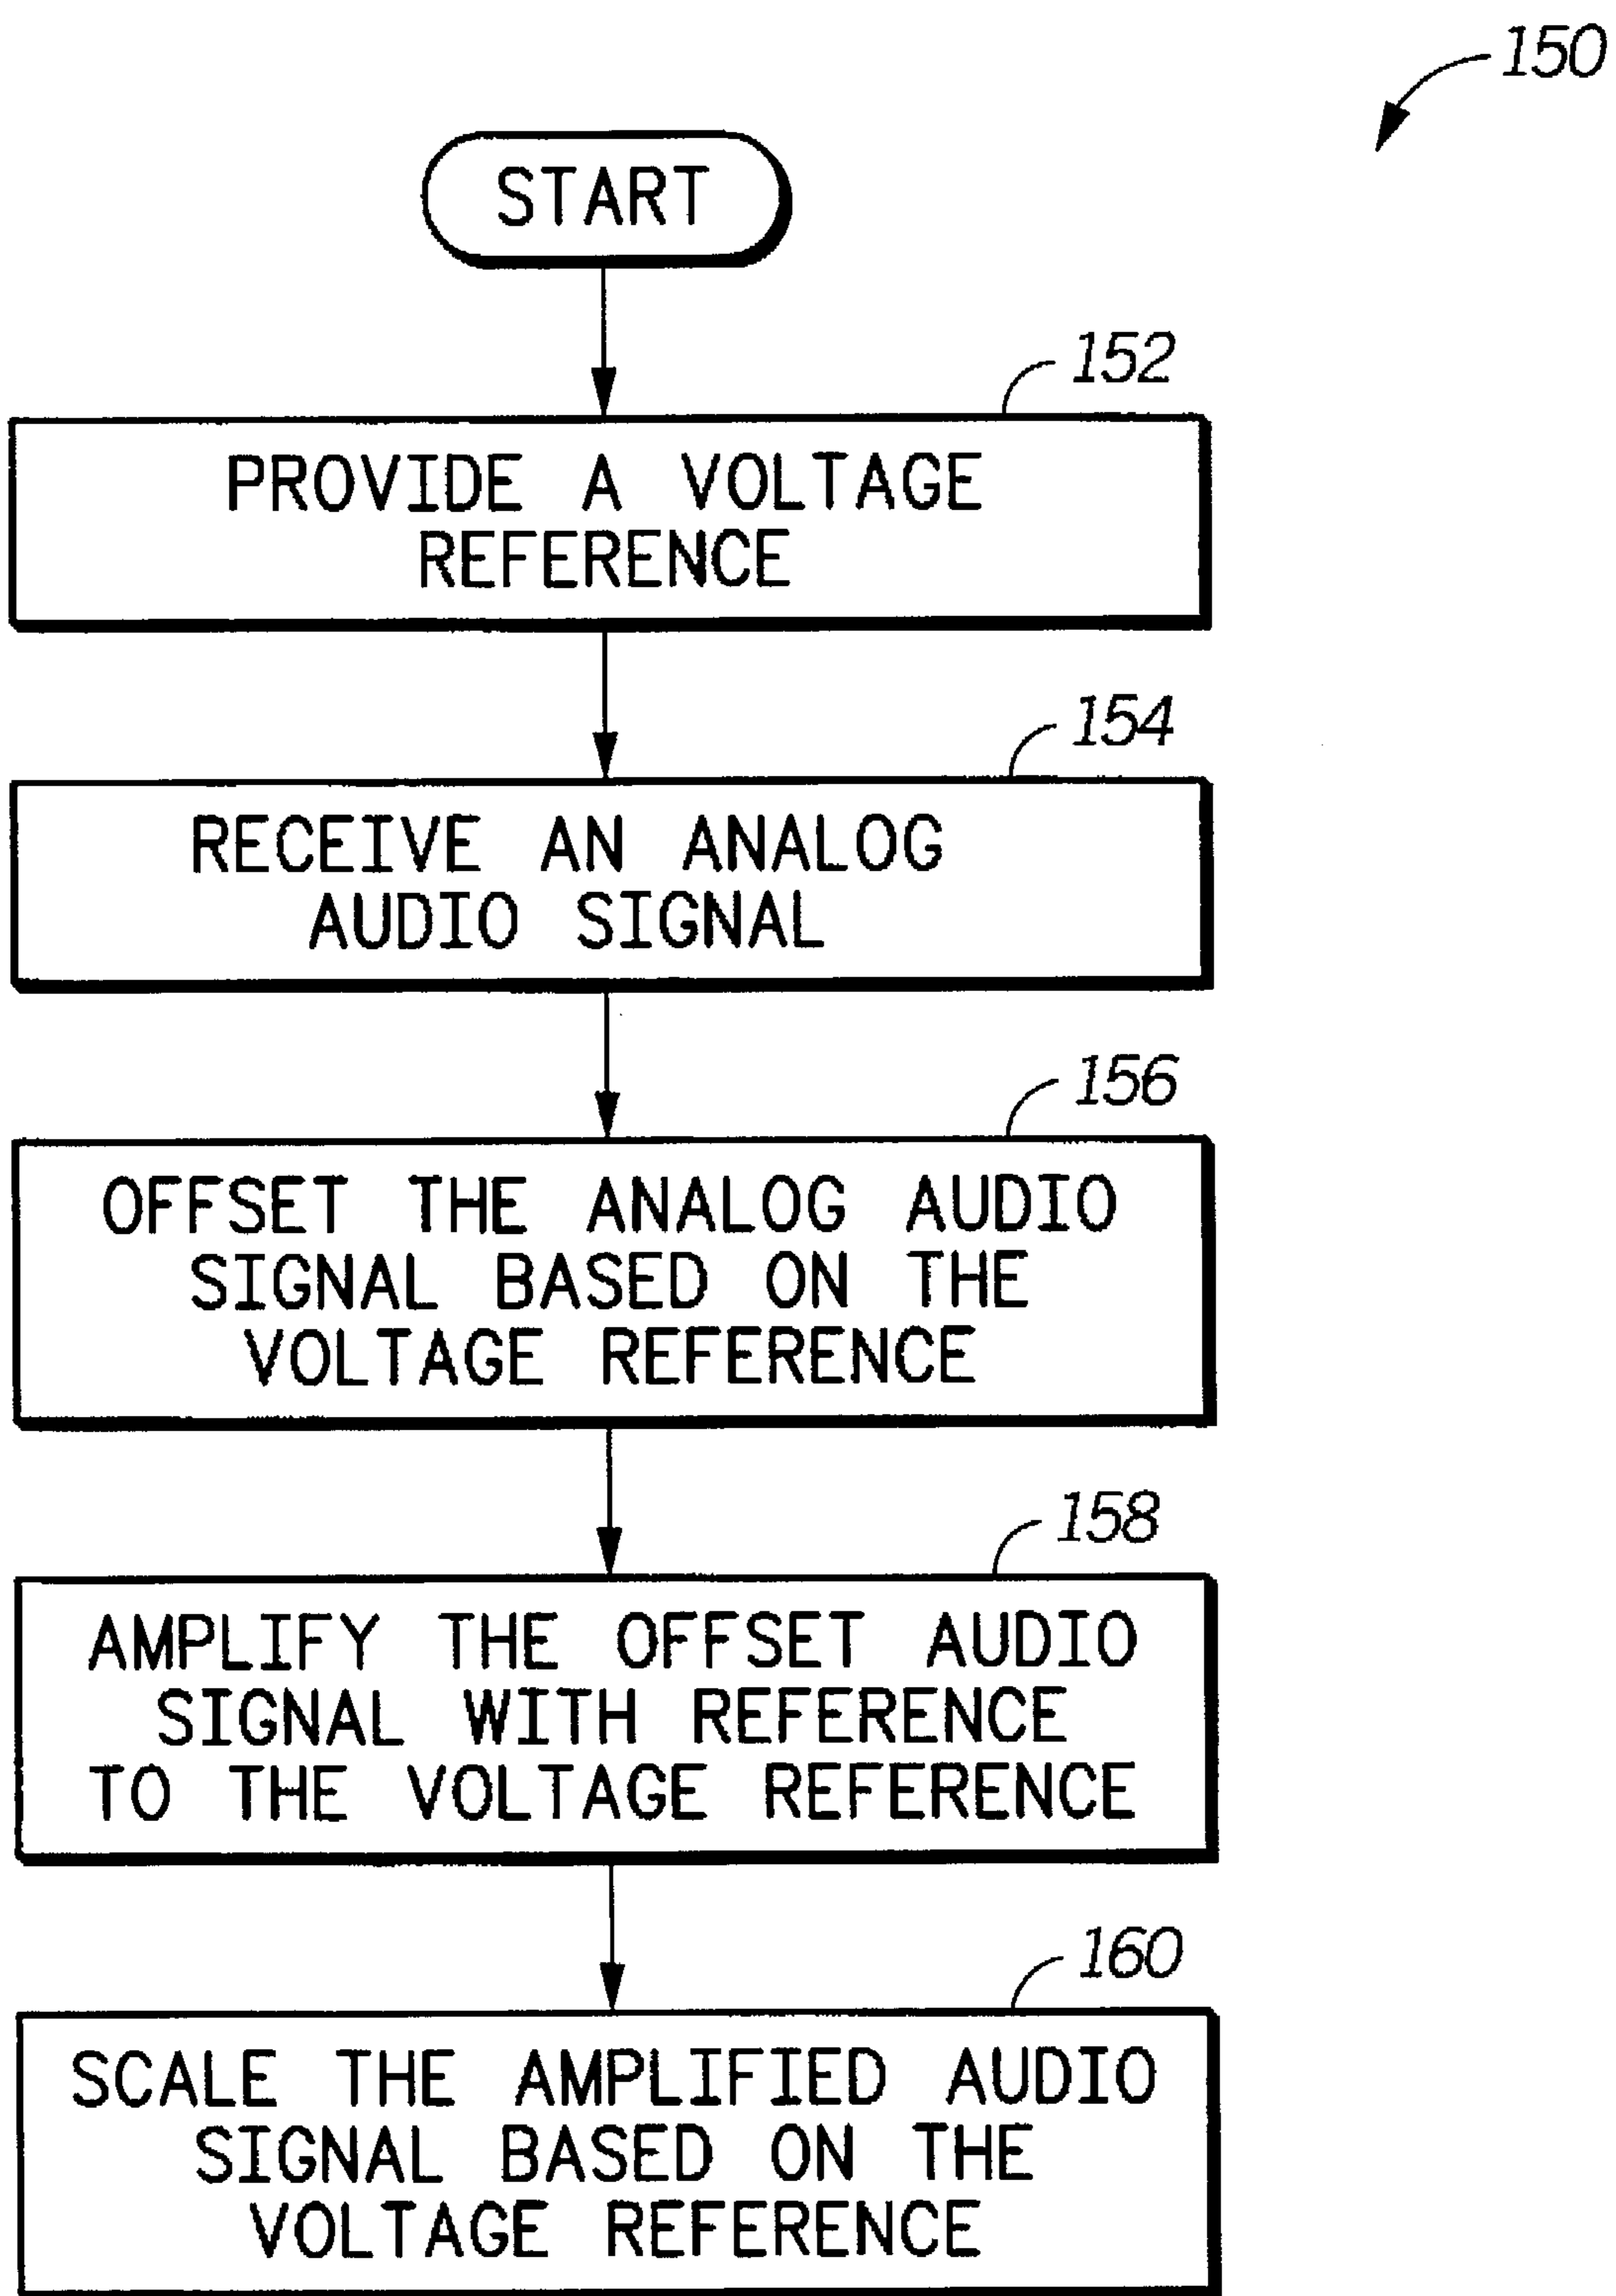 150
START
152
PROVIDE A VOLTAGE
REFERENCE
154
RECEIVE AN ANALOG
AUDIO SIGNAL
156
OFFSET THE ANALOG AUDIO
SIGNAL BASED ON THE
VOLTAGE REFERENCE
158
AMPLIFY THE OFFSET AUDIO
SIGNAL WITH REFERENCE
TO THE VOLTAGE REFERENCE
160
SCALE THE AMPLIFIED AUDIO
SIGNAL BASED ON THE
VOLTAGE REFERENCE